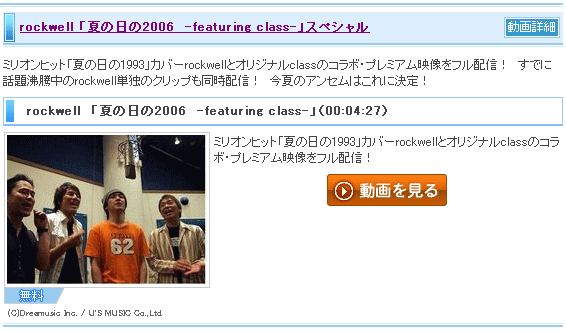 rockwell 「夏の日の2006　-featuring class-」スペシャル
動画詳細
ミリオンヒット「夏の日の1993」カバーrockwellとオリジナルclassのコラボ・プレミアム映像をフル配信！　すでに
話題沸騰中のrockwell単独のクリップも同時配信！　今夏のアンセムはこれに決定！
rockwell 「夏の日の2006　-featuring class-」(00:04:27)
ミリオンヒット「夏の日の1993」カバーrockwellとオリジナルclassのコラ
ボ・プレミアム映像をフル配信！
動画を見る
62
無料
(C)Dreamusic Inc. / U'S MUSIC Co.,Ltd.